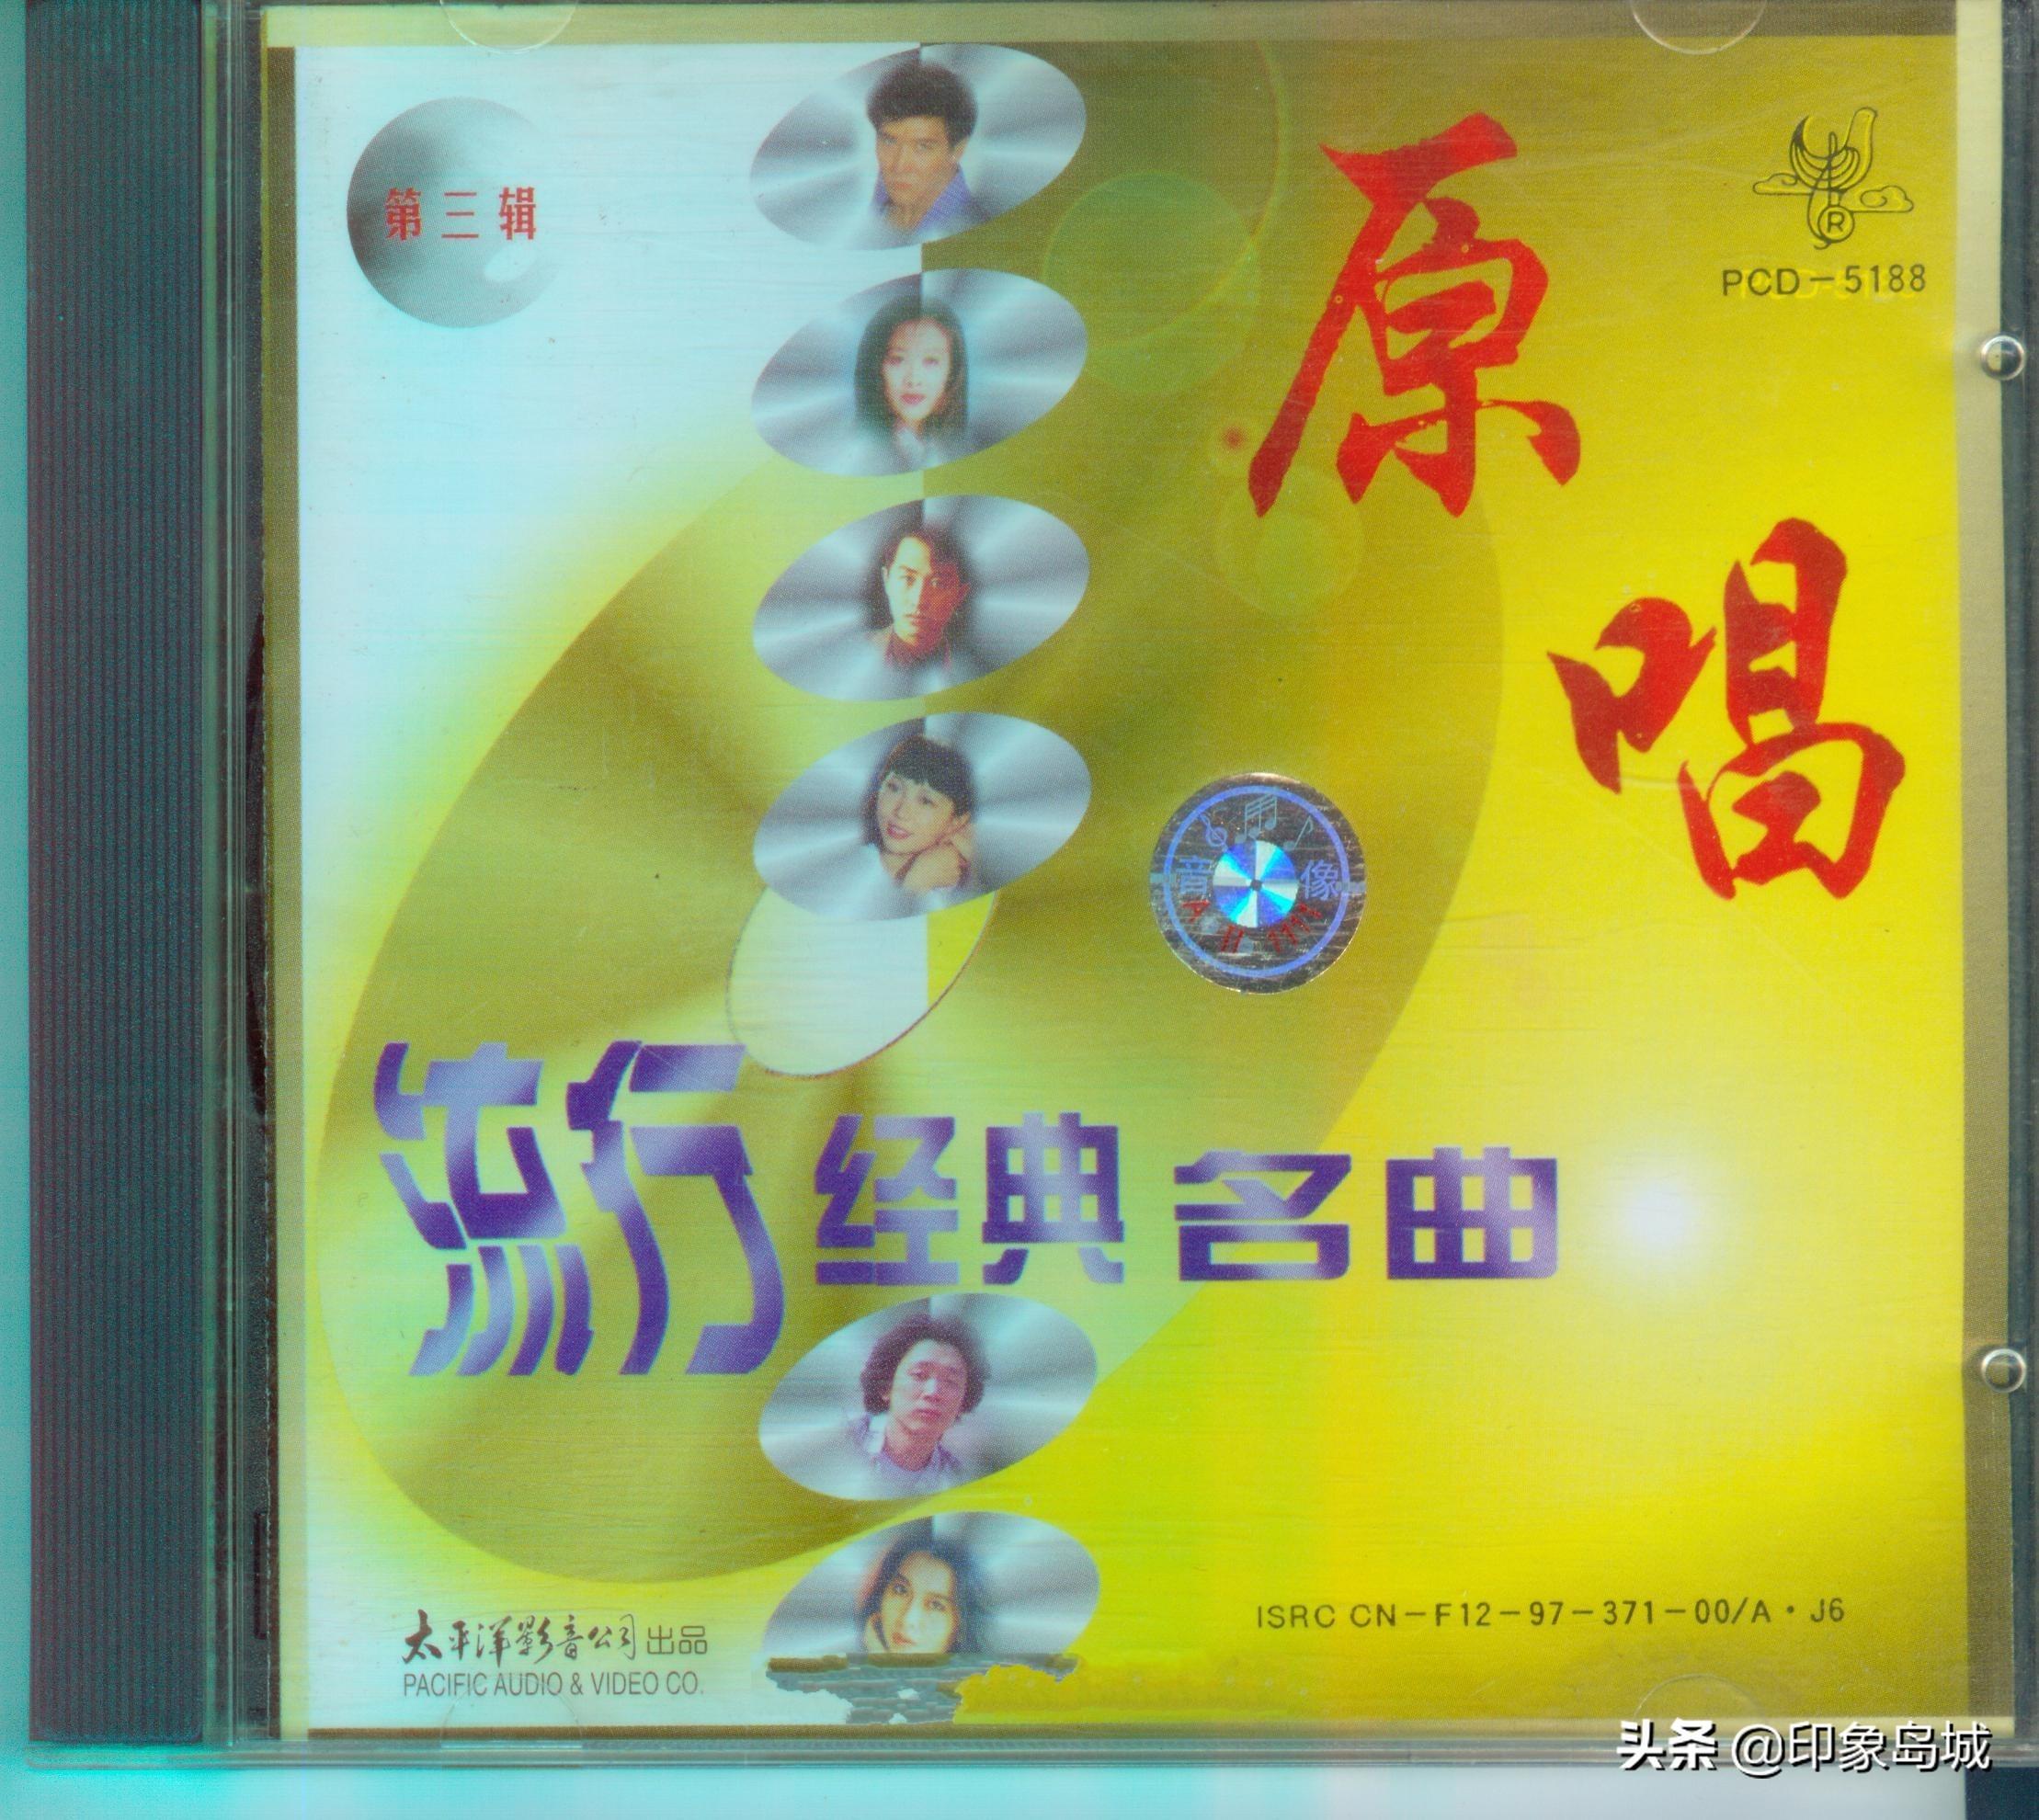 第三辑
原唱
R
PCD-5188
音像
流行经典名曲
太平洋影音公司出品
PACIFIC AUDIO & VIDEO CO.
ISRC CN-F12-97-371-00/A·J6
头条 @印象岛城